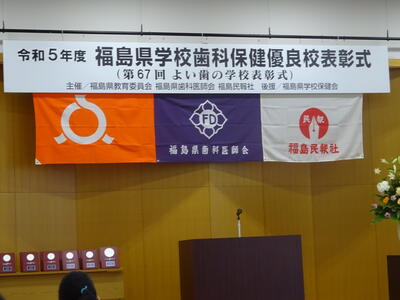 令和5年度 福島県学校歯科保健優良校表彰式
(第67回 よい歯の学校表彰式)
主催／福島県教育委員会 福島県歯科医師会 福島民報社 後援／福島県学校保健会
FD
福島県歯科医師会
民報
福島民報社